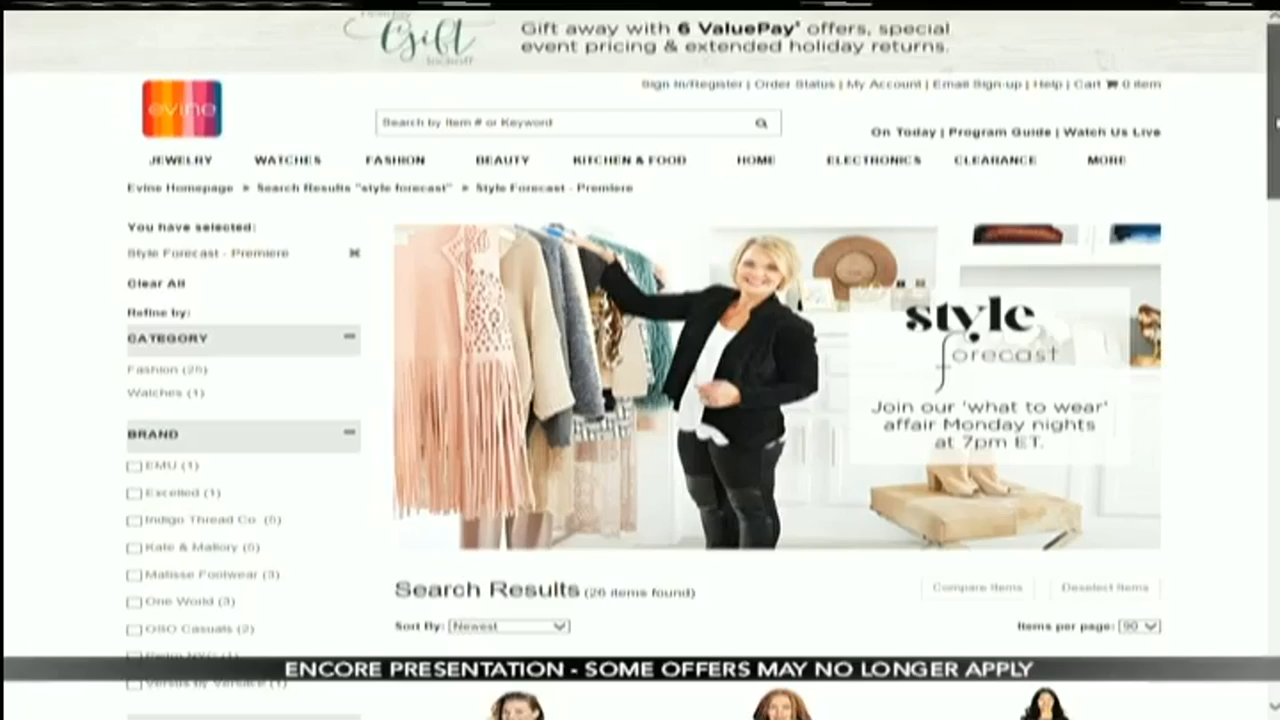 Gift
Gift away with 6 ValuePay® offers, special
event pricing & extended holiday returns.
evine
Sign In/Register | Order Status | My Account | Email Sign-up | Help | Cart 0 item
Search by Item # or Keyword
On Today | Program Guide | Watch Us Live
JEWELRY WATCHES FASHION BEAUTY KITCHEN & FOOD HOME ELECTRONICS CLEARANCE MORE
Evine Homepage » Search Results "style forecast" » Style Forecast - Premiere
You have selected:
Style Forecast - Premiere
Clear All
Refine by:
CATEGORY
Fashion (25)
Watches (1)
BRAND
EMU (1)
Excelled (1)
Indigo Thread Co. (5)
Kate & Mallory (5)
Matisse Footwear (3)
One World (3)
OSO Casuals (2)
Versus by Versace (1)
style
forecast
Join our 'what to wear'
affair Monday nights
at 7pm ET.
Search Results (26 items found)
Compare Items Deselect Items
Sort By: Newest
Items per page: 90
ENCORE PRESENTATION - SOME OFFERS MAY NO LONGER APPLY